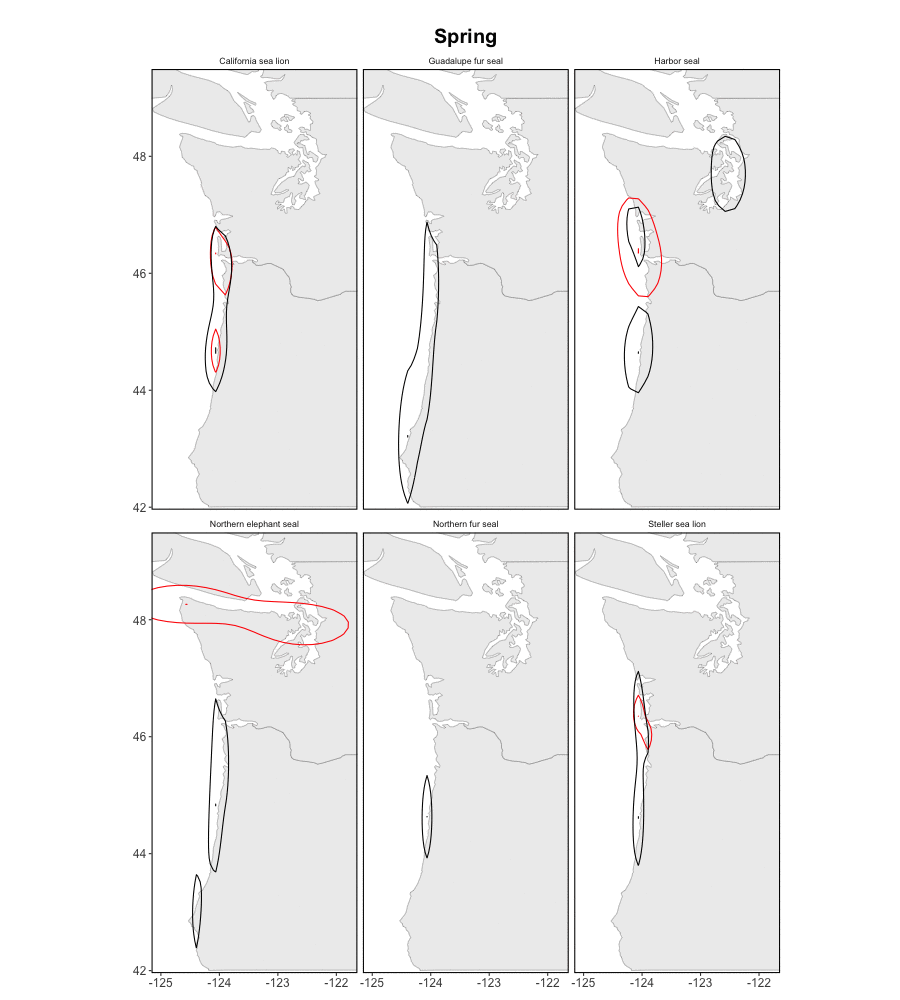 Spring
California sea lion
Guadalupe fur seal
Harbor seal
48
46
44
42
Northern elephant seal
Northern fur seal
Steller sea lion
48
46
44
42
-125 -124 -123 -122 -125 -124 -123 -122 -125 -124 -123 -122